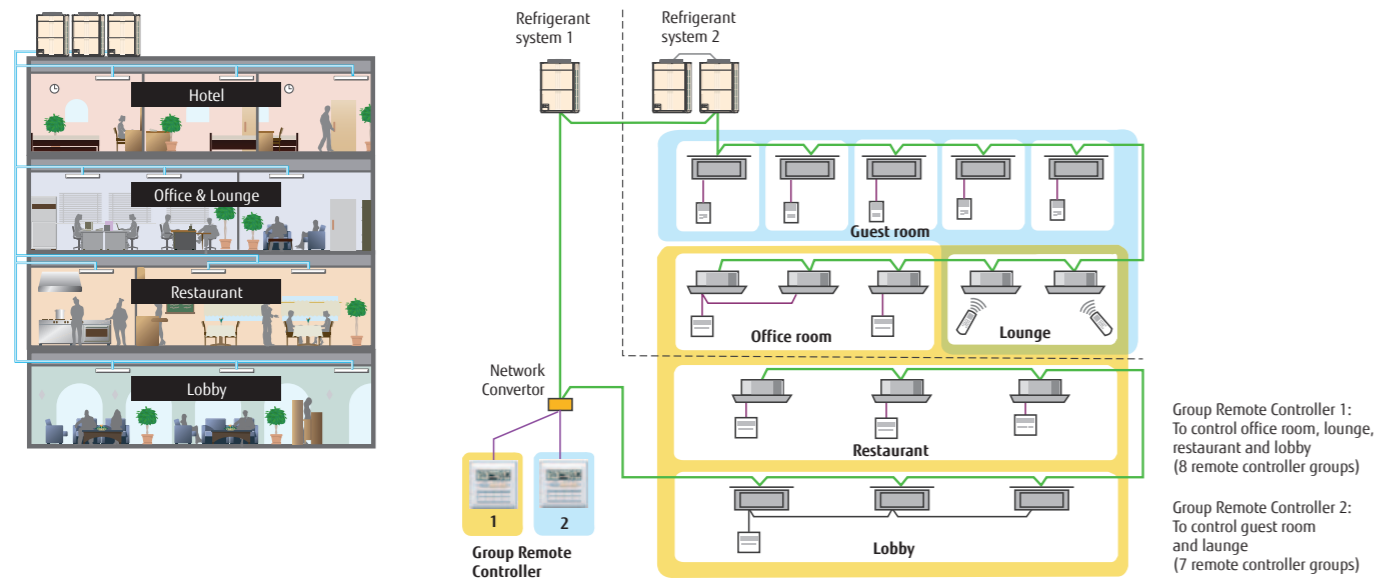 Hotel
Office & Lounge
Restaurant
Lobby
Refrigerant
system 1
Refrigerant
system 2
Guest room
Office room
Lounge
Network
Convertor
Restaurant
Lobby
1
2
Group Remote
Controller
Group Remote Controller 1:
To control office room, lounge,
restaurant and lobby
(8 remote controller groups)
Group Remote Controller 2:
To control guest room
and launge
(7 remote controller groups)